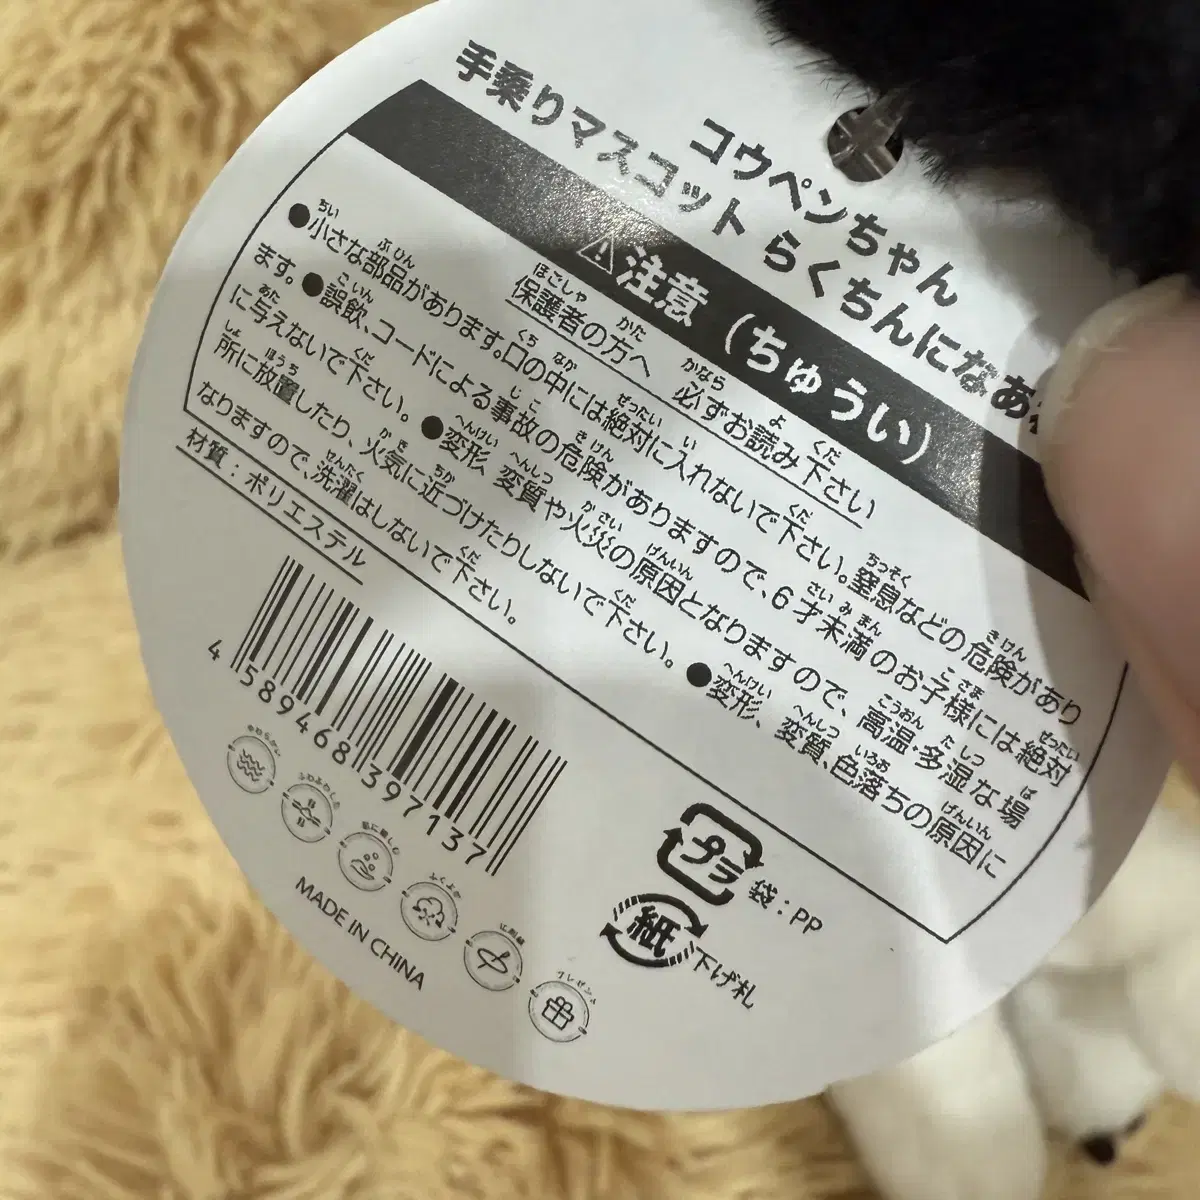 コウペンちゃん
手乗りマスコット らくちんになあ
⚠注意(ちゅうい)
保護者の方へ 必ずお読み下さい
●小さな部品があります。口の中には絶対に入れないで下さい。窒息などの危険があり
ます。●誤飲、コードによる事故の危険がありますので、6才未満のお子様には絶対
に与えないで下さい。●変形 変質や火災の原因となりますので、高温・多湿な場
所に放置したり、火気に近づけたりしないで下さい。●変形、変質、色落ちの原因に
なりますので、洗濯はしないで下さい。
材質:ポリエステル
4 589468 397137
プラ 袋:PP
紙 下げ札
プレゼント
MADE IN CHINA